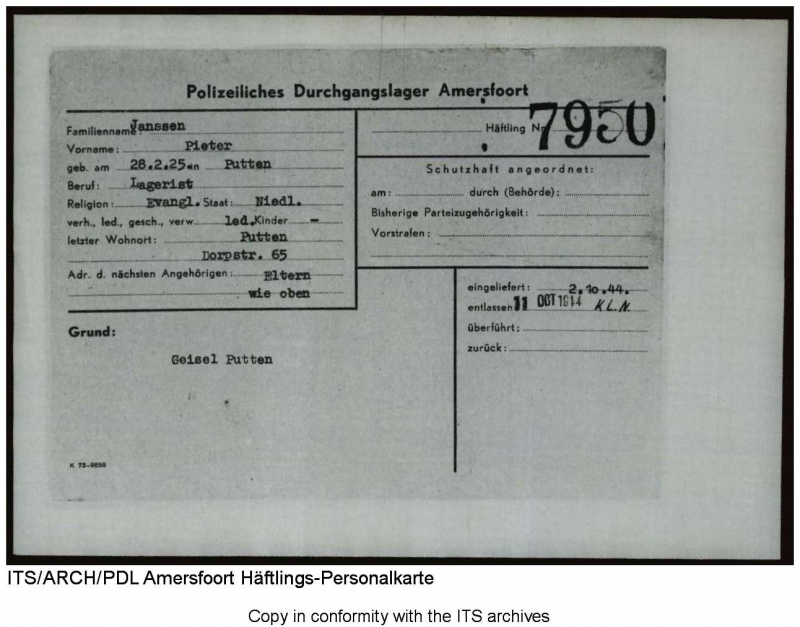 Polizeiliches Durchgangslager Amersfoort
Familienname: Janssen
Vorname: Pieter
geb. am 28.2.25 in Putten
Beruf: Lagerist
Religion: Evangl. Staat: Niedl.
verh., led., gesch., verw. led. Kinder -
letzter Wohnort: Putten
Dorpstr. 65
Adr. d. nächsten Angehörigen: Eltern
wie oben
Häftling Nr. 7950
Schutzhaft angeordnet:
am: durch (Behörde):
Bisherige Parteizugehörigkeit:
Vorstrafen:
Grund:
Geisel Putten
eingeliefert: 2.10.44.
entlassen: 11 OCT 1944 K.L.N.
überführt:
zurück:
ITS/ARCH/PDL Amersfoort Häftlings-Personalkarte
Copy in conformity with the ITS archives